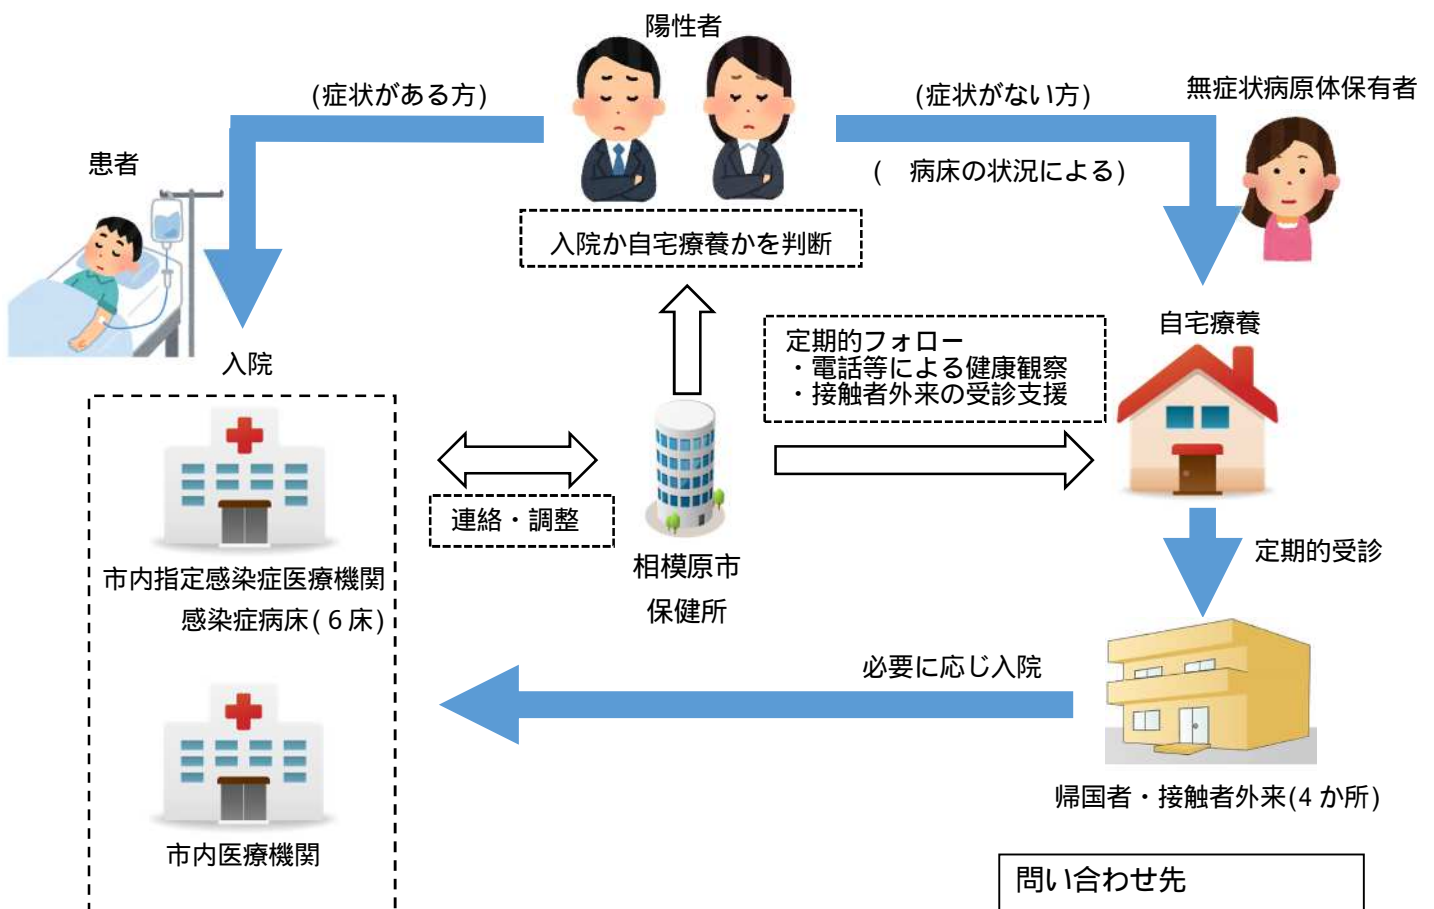 陽性者
(症状がある方)
(症状がない方)
無症状病原体保有者
(　病床の状況による)
患者
入院か自宅療養かを判断
定期的フォロー
・電話等による健康観察
・接触者外来の受診支援
自宅療養
入院
連絡・調整
相模原市
保健所
定期的受診
市内指定感染症医療機関
感染症病床(6床)
必要に応じ入院
帰国者・接触者外来(4か所)
市内医療機関
問い合わせ先